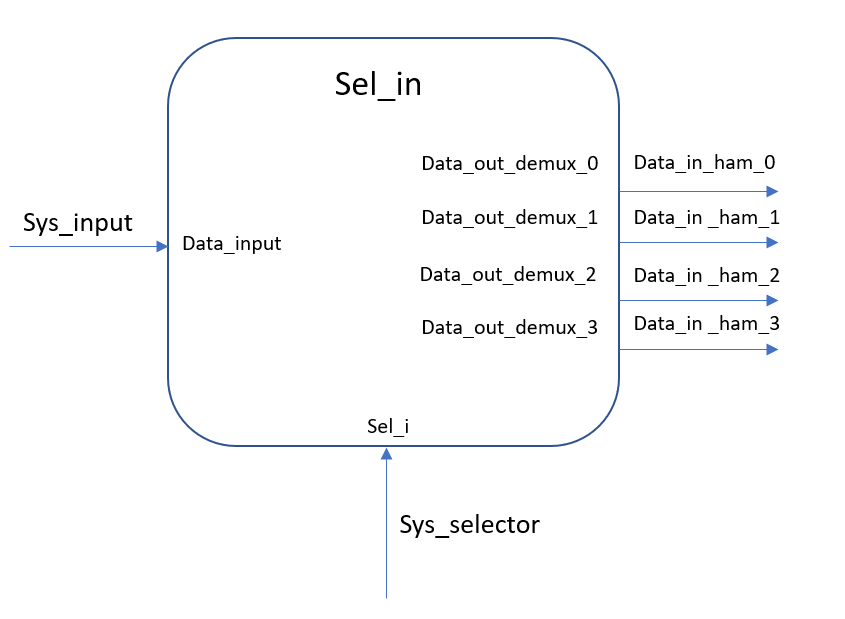 Sel_in
Data_out_demux_0
Data_in_ham_0
Sys_input
Data_out_demux_1
Data_in _ham_1
Data_input
Data_out_demux_2
Data_in _ham_2
Data_out_demux_3
Data_in _ham_3
Sel_i
Sys_selector